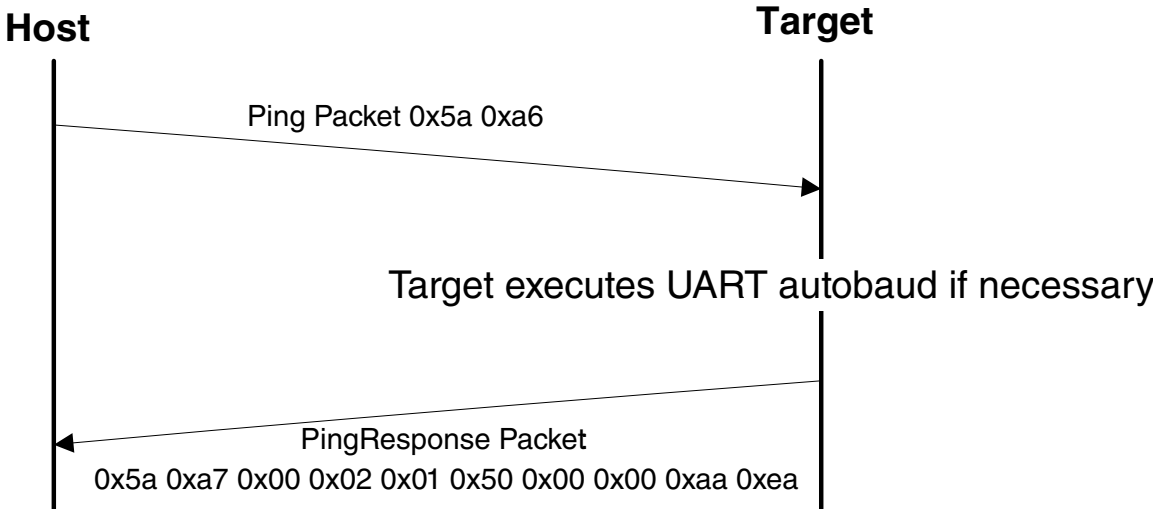 Host
Target
Ping Packet 0x5a 0xa6
Target executes UART autobaud if necessary
PingResponse Packet
0x5a 0xa7 0x00 0x02 0x01 0x50 0x00 0x00 0xaa 0xea